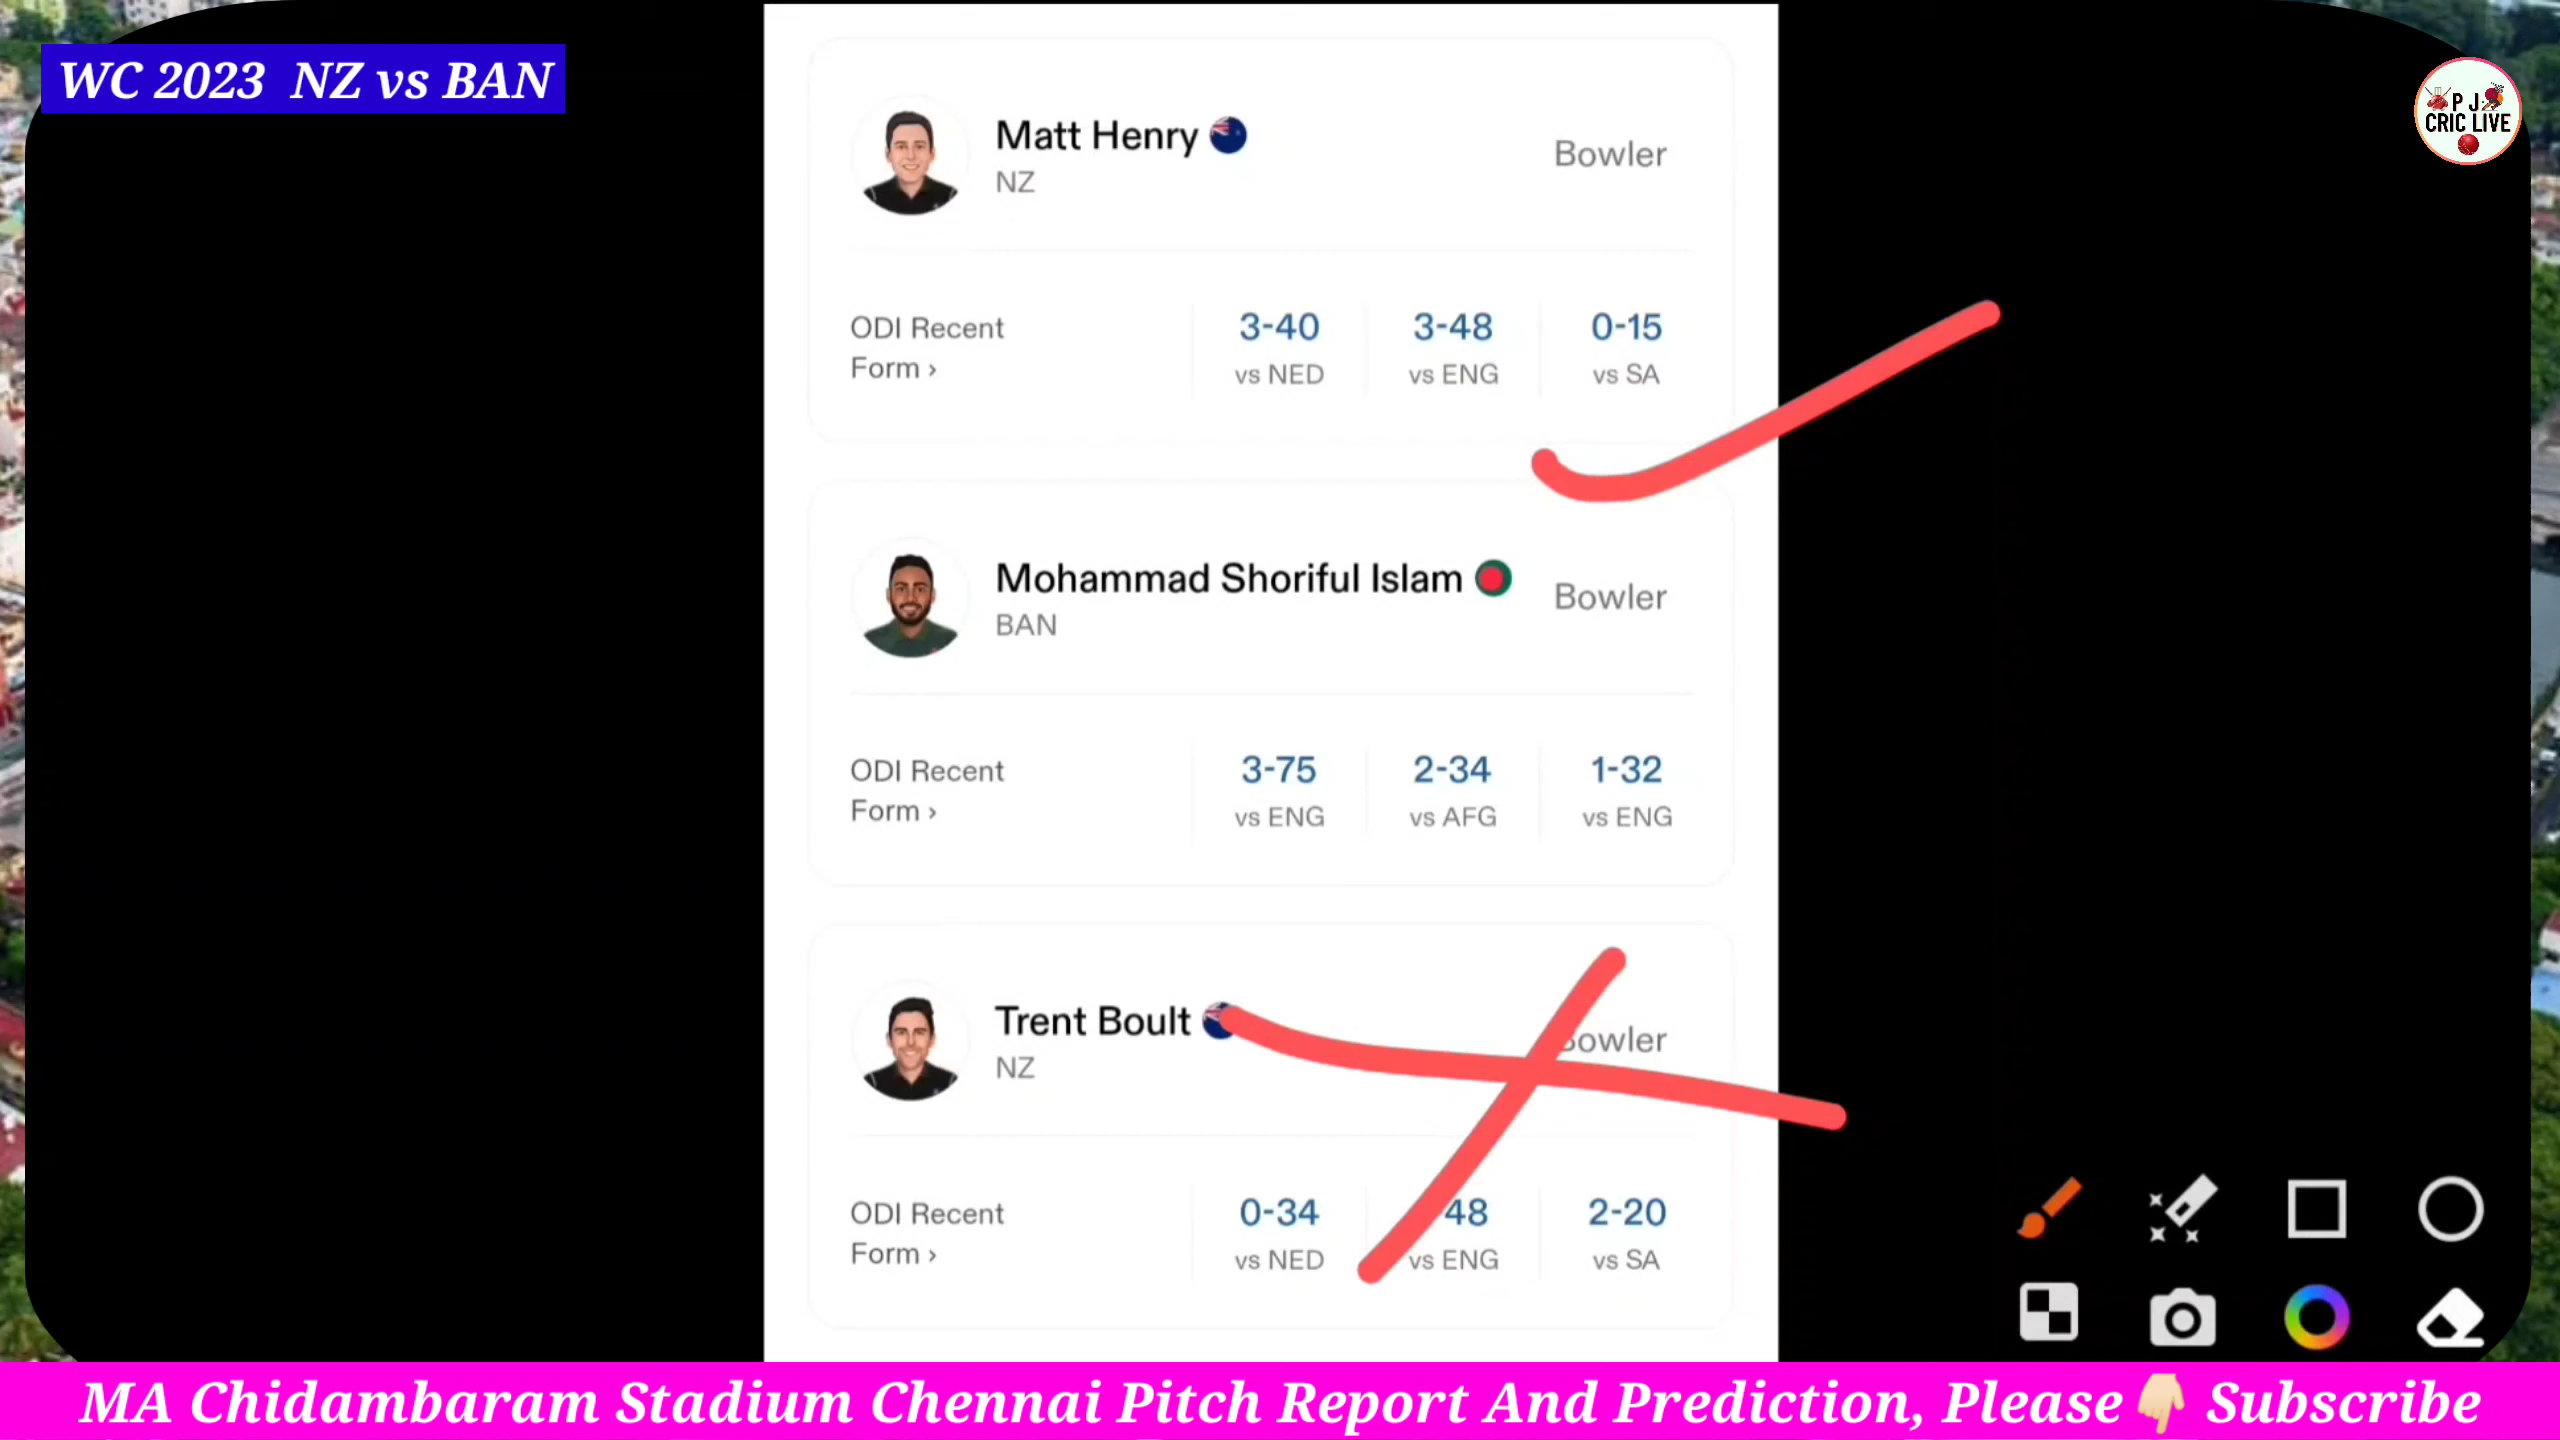 WC 2023 NZ vs BAN
P J
CRIC LIVE
Matt Henry
NZ
Bowler
ODI Recent
Form ›
3-40
vs NED
3-48
vs ENG
0-15
vs SA
Mohammad Shoriful Islam
BAN
Bowler
ODI Recent
Form ›
3-75
vs ENG
2-34
vs AFG
1-32
vs ENG
Trent Boult
NZ
owler
ODI Recent
Form ›
0-34
vs NED
48
vs ENG
2-20
vs SA
MA Chidambaram Stadium Chennai Pitch Report And Prediction, Please👇🏻 Subscribe